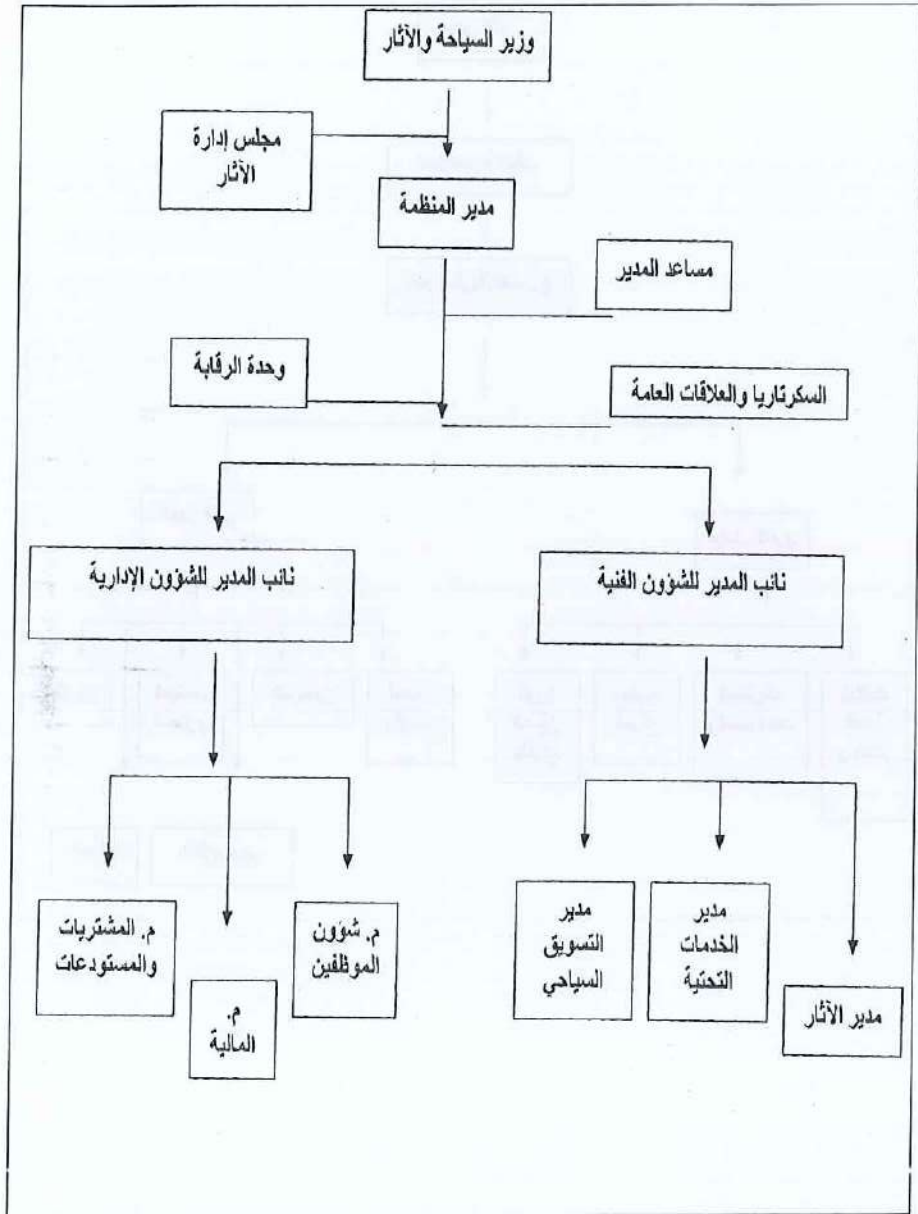 وزير السياحة والآثار
مجلس إدارة
الآثار
مدير المنظمة
مساعد المدير
وحدة الرقابة
السكرتاريا والعلاقات العامة
نائب المدير للشؤون الفنية
نائب المدير للشؤون الإدارية
مدير الآثار
مدير
الخدمات
التحتية
مدير
التسويق
السياحي
م. شؤون
الموظفين
م.
المالية
م. المشتريات
والمستودعات